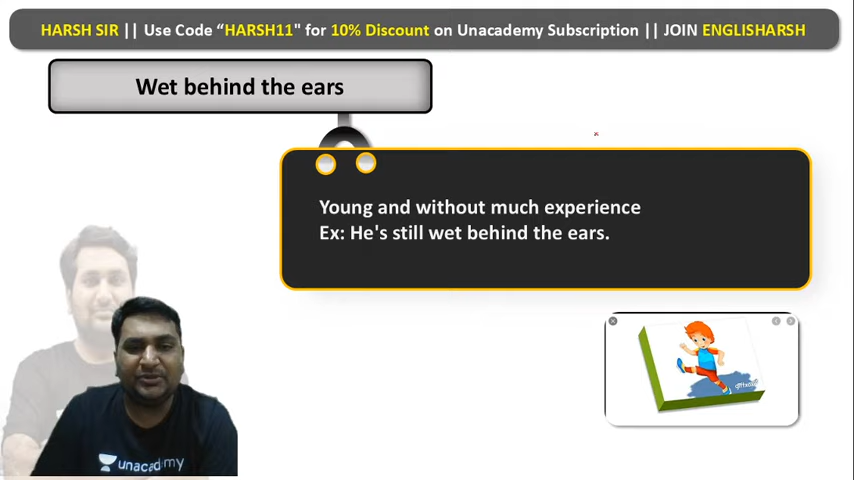 HARSH SIR || Use Code “HARSH11" for 10% Discount on Unacademy Subscription || JOIN ENGLISHARSH
Wet behind the ears
Young and without much experience
Ex: He's still wet behind the ears.
unacademy